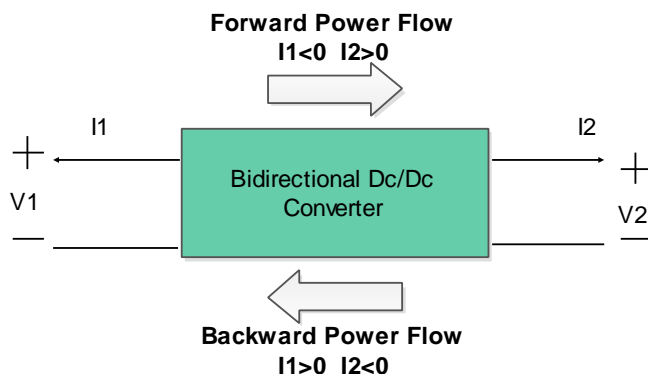 Forward Power Flow
I1<0 I2>0
I1
I2
+
Bidirectional Dc/Dc
Converter
+
V1
V2
−
−
Backward Power Flow
I1>0 I2<0